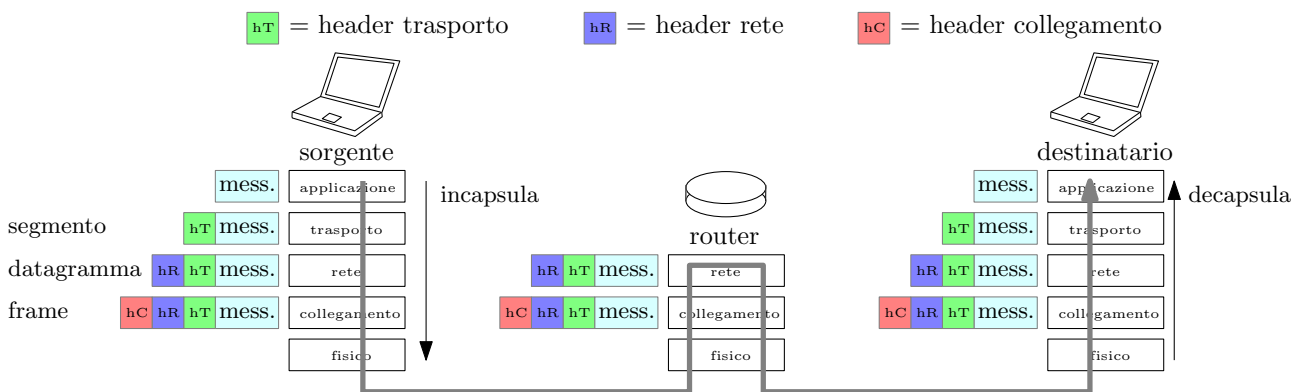 hT = header trasporto hR = header rete hC = header collegamento
sorgente destinatario
mess. applicazione incapsula mess. applicazione decapsula
segmento hT mess. trasporto router hT mess. trasporto
datagramma hR hT mess. rete hR hT mess. rete hR hT mess. rete
frame hC hR hT mess. collegamento hC hR hT mess. collegamento hC hR hT mess. collegamento
fisico fisico fisico